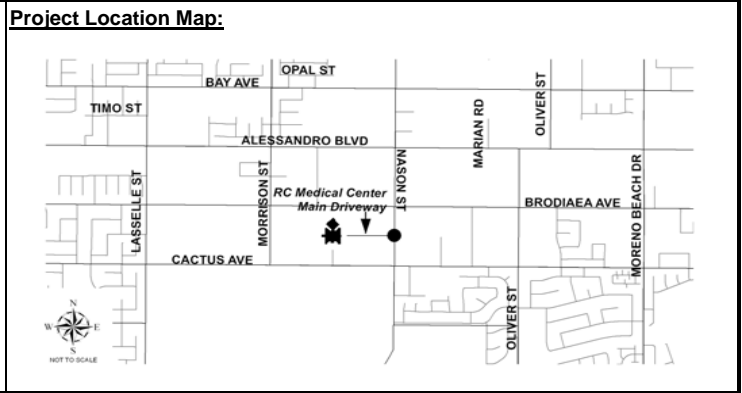 Project Location Map:
OPAL ST
BAY AVE
TIMO ST
OLIVER ST
MARIAN RD
ALESSANDRO BLVD
NASON ST
MORRISON ST
LASSELLE ST
RC Medical Center
Main Driveway
BRODIAEA AVE
MORENO BEACH DR
CACTUS AVE
OLIVER ST
N
W
E
S
NOT TO SCALE